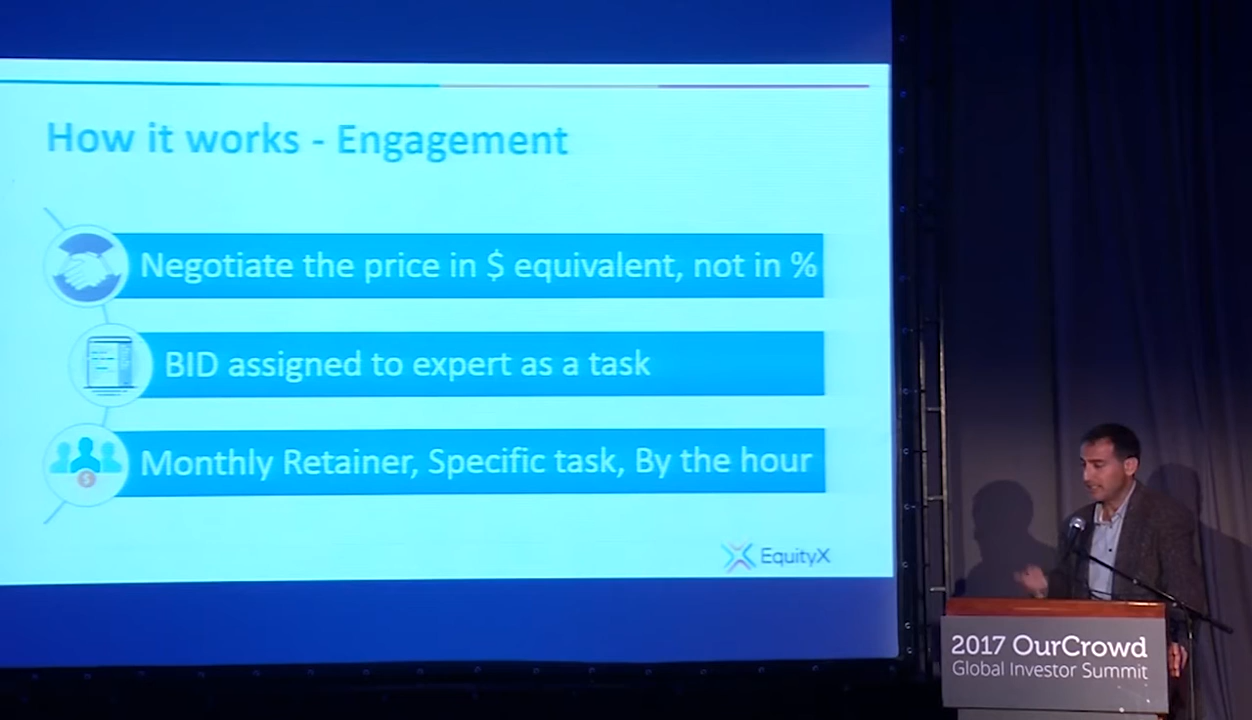 How it works - Engagement
Negotiate the price in $ equivalent, not in %
BID assigned to expert as a task
Monthly Retainer, Specific task, By the hour
EquityX
2017 OurCrowd
Global Investor Summit